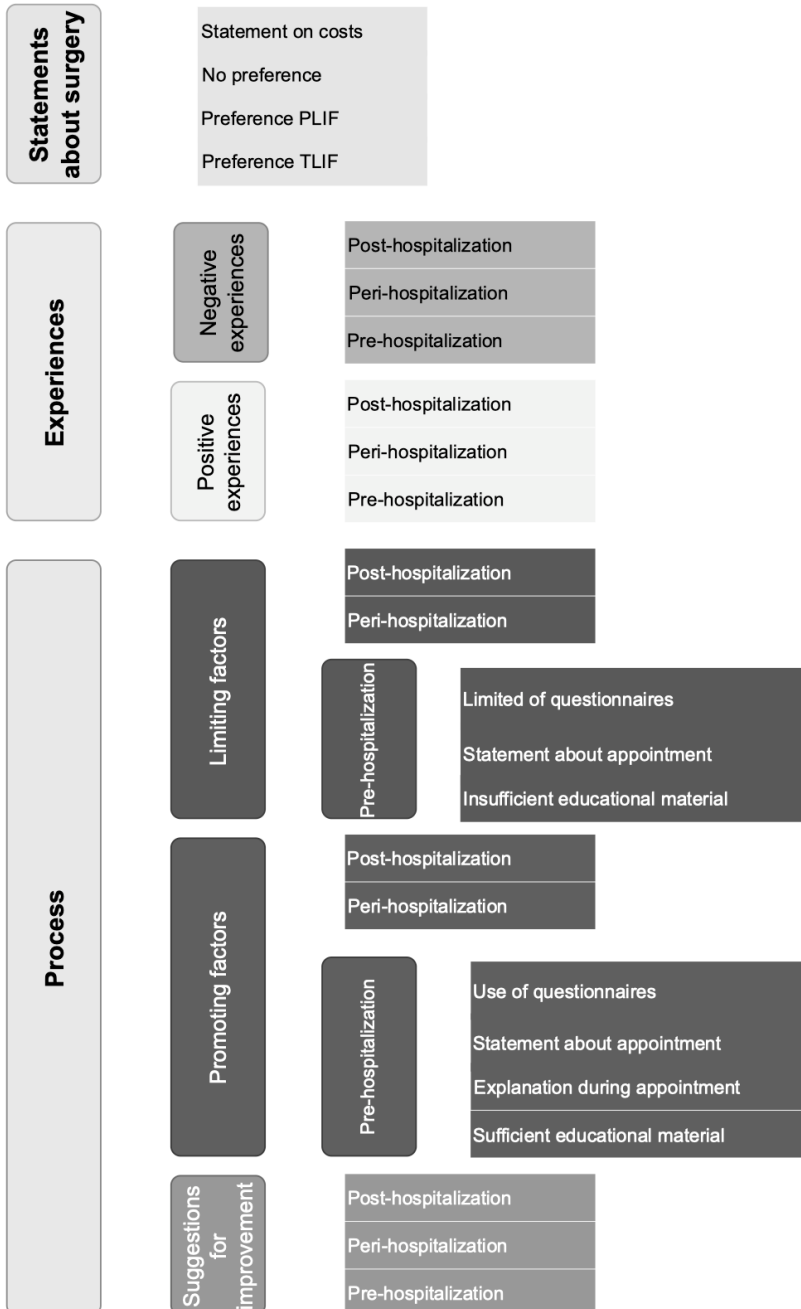 Statements
about surgery
Statement on costs
No preference
Preference PLIF
Preference TLIF
Experiences
Negative
experiences
Post-hospitalization
Peri-hospitalization
Pre-hospitalization
Positive
experiences
Post-hospitalization
Peri-hospitalization
Pre-hospitalization
Process
Limiting factors
Post-hospitalization
Peri-hospitalization
Pre-hospitalization
Limited of questionnaires
Statement about appointment
Insufficient educational material
Promoting factors
Post-hospitalization
Peri-hospitalization
Pre-hospitalization
Use of questionnaires
Statement about appointment
Explanation during appointment
Sufficient educational material
Suggestions
for
improvement
Post-hospitalization
Peri-hospitalization
Pre-hospitalization